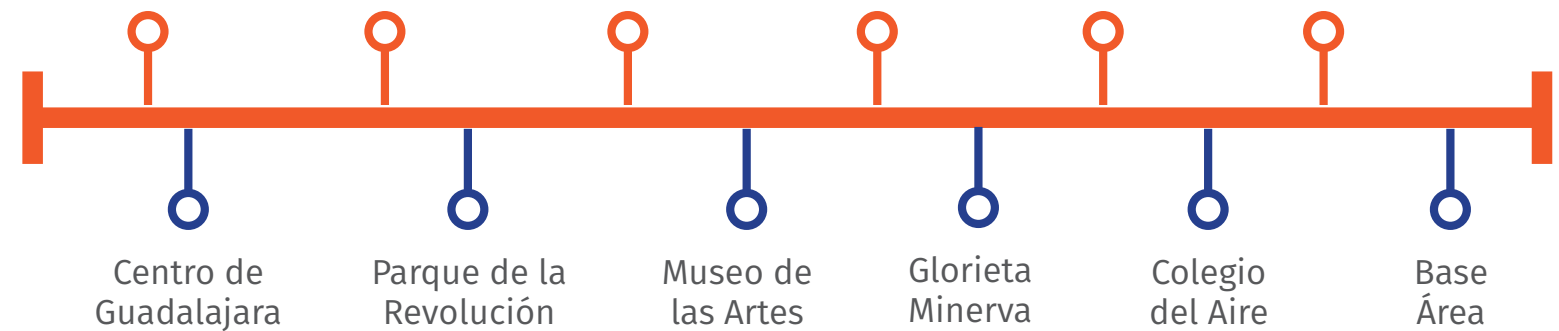 Centro de
Guadalajara
Parque de la
Revolución
Museo de
las Artes
Glorieta
Minerva
Colegio
del Aire
Base
Área